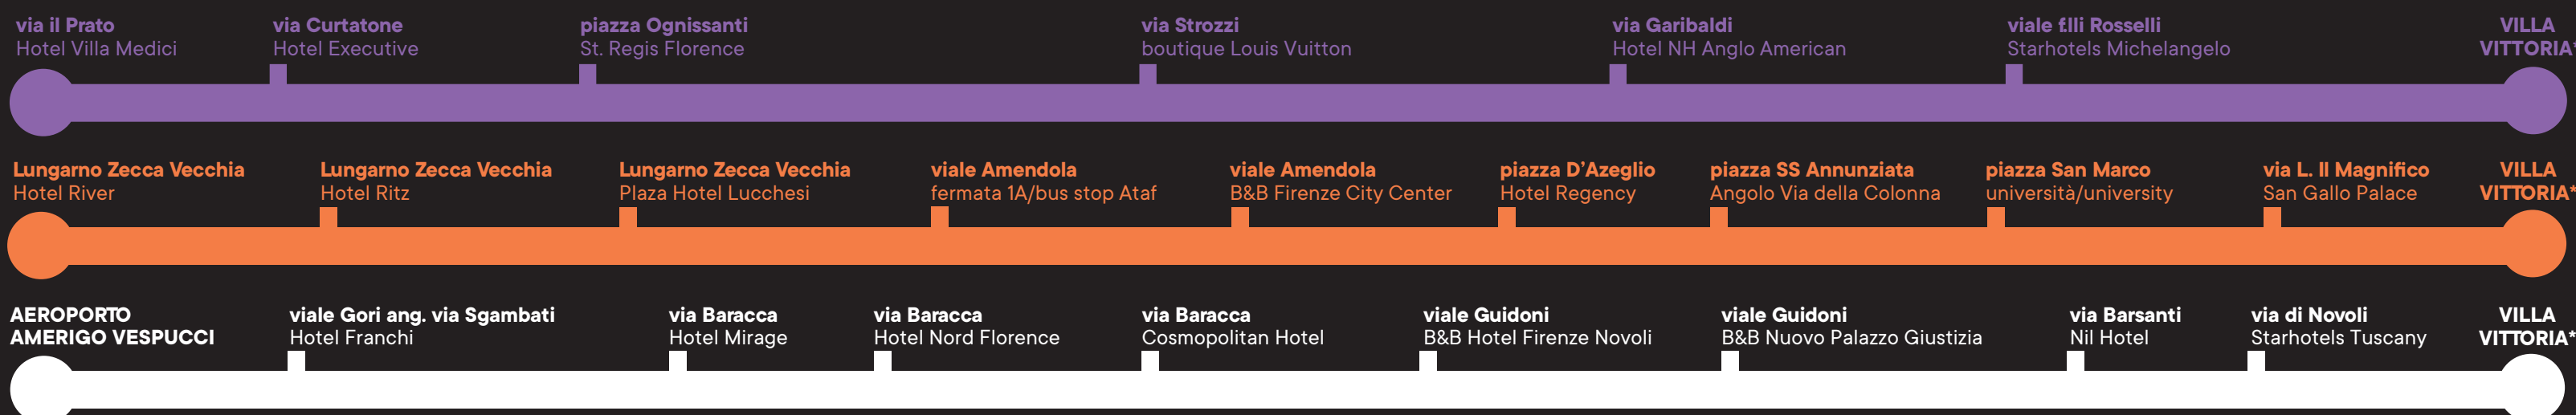 via il Prato
Hotel Villa Medici
via Curtatone
Hotel Executive
piazza Ognissanti
St. Regis Florence
via Strozzi
boutique Louis Vuitton
via Garibaldi
Hotel NH Anglo American
viale f.lli Rosselli
Starhotels Michelangelo
VILLA
VITTORIA*
Lungarno Zecca Vecchia
Hotel River
Lungarno Zecca Vecchia
Hotel Ritz
Lungarno Zecca Vecchia
Plaza Hotel Lucchesi
viale Amendola
fermata 1A/bus stop Ataf
viale Amendola
B&B Firenze City Center
piazza D'Azeglio
Hotel Regency
piazza SS Annunziata
Angolo Via della Colonna
piazza San Marco
università/university
via L. Il Magnifico
San Gallo Palace
VILLA
VITTORIA*
AEROPORTO
AMERIGO VESPUCCI
viale Gori ang. via Sgambati
Hotel Franchi
via Baracca
Hotel Mirage
via Baracca
Hotel Nord Florence
via Baracca
Cosmopolitan Hotel
viale Guidoni
B&B Hotel Firenze Novoli
viale Guidoni
B&B Nuovo Palazzo Giustizia
via Barsanti
Nil Hotel
via di Novoli
Starhotels Tuscany
VILLA
VITTORIA*